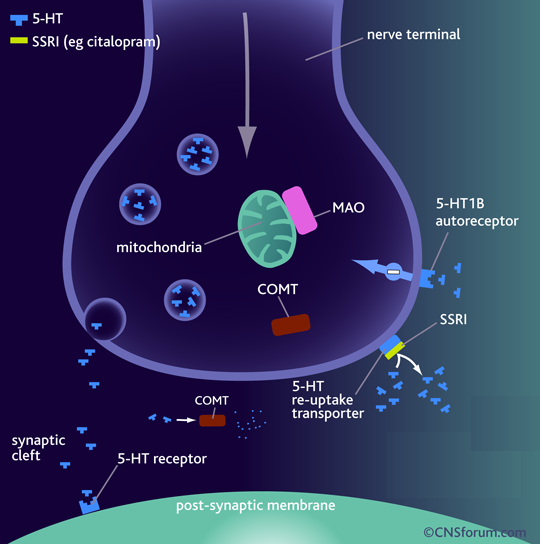 5-HT
SSRI (eg citalopram)
nerve terminal
MAO
mitochondria
5-HT1B
autoreceptor
COMT
SSRI
5-HT
re-uptake
transporter
COMT
synaptic
cleft
5-HT receptor
post-synaptic membrane
©CNSforum.com